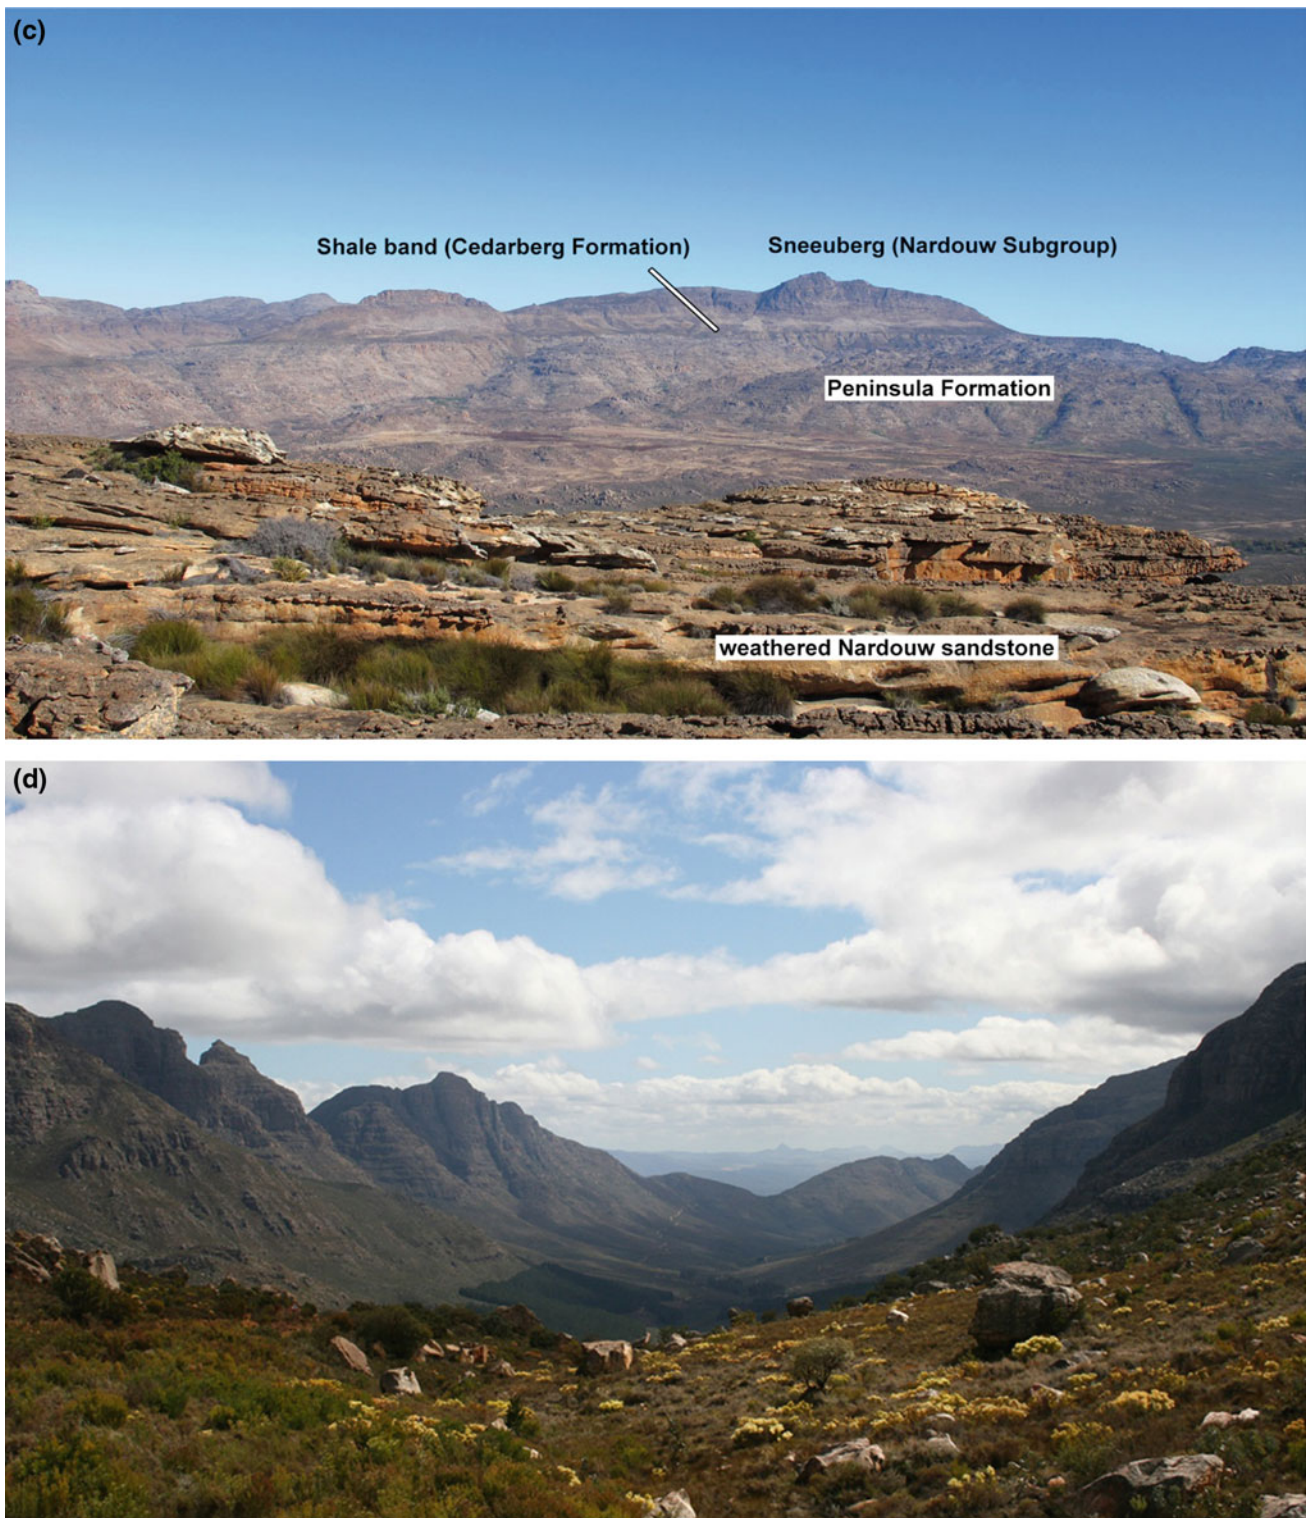 (c)
Shale band (Cedarberg Formation)
Sneeuberg (Nardouw Subgroup)
Peninsula Formation
weathered Nardouw sandstone
(d)